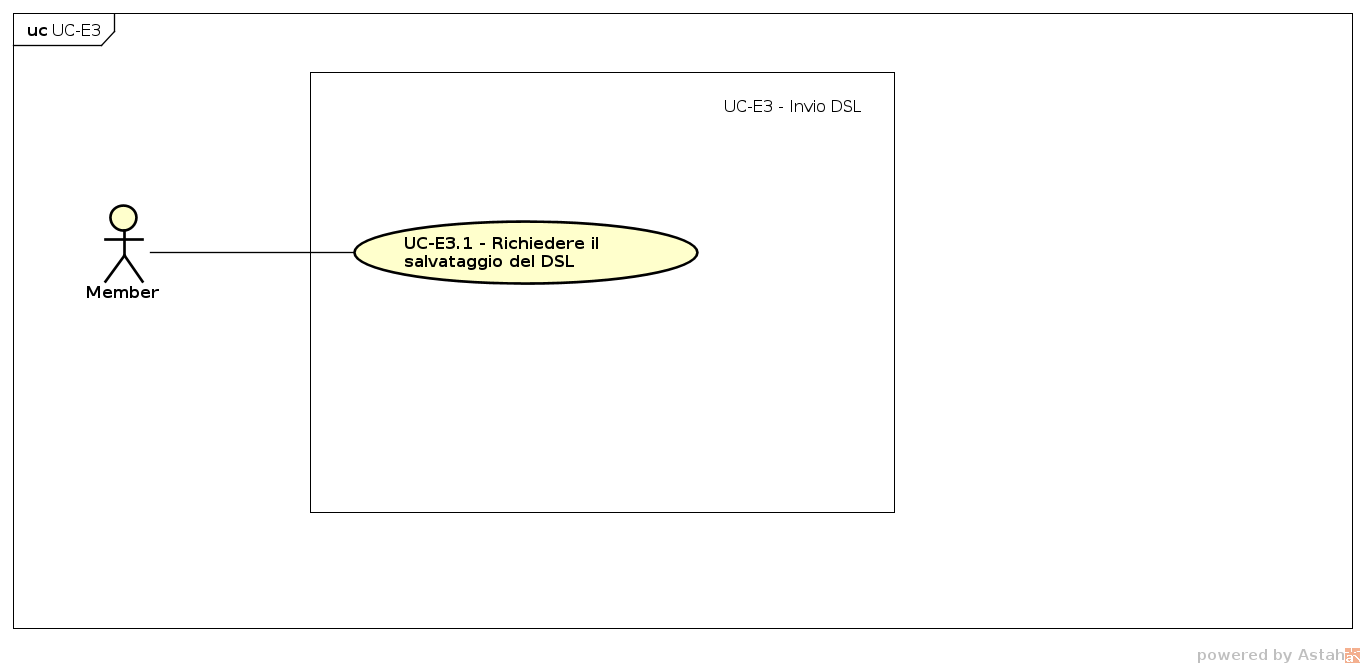 uc UC-E3
UC-E3 - Invio DSL
UC-E3.1 - Richiedere il
salvataggio del DSL
Member
powered by Astah